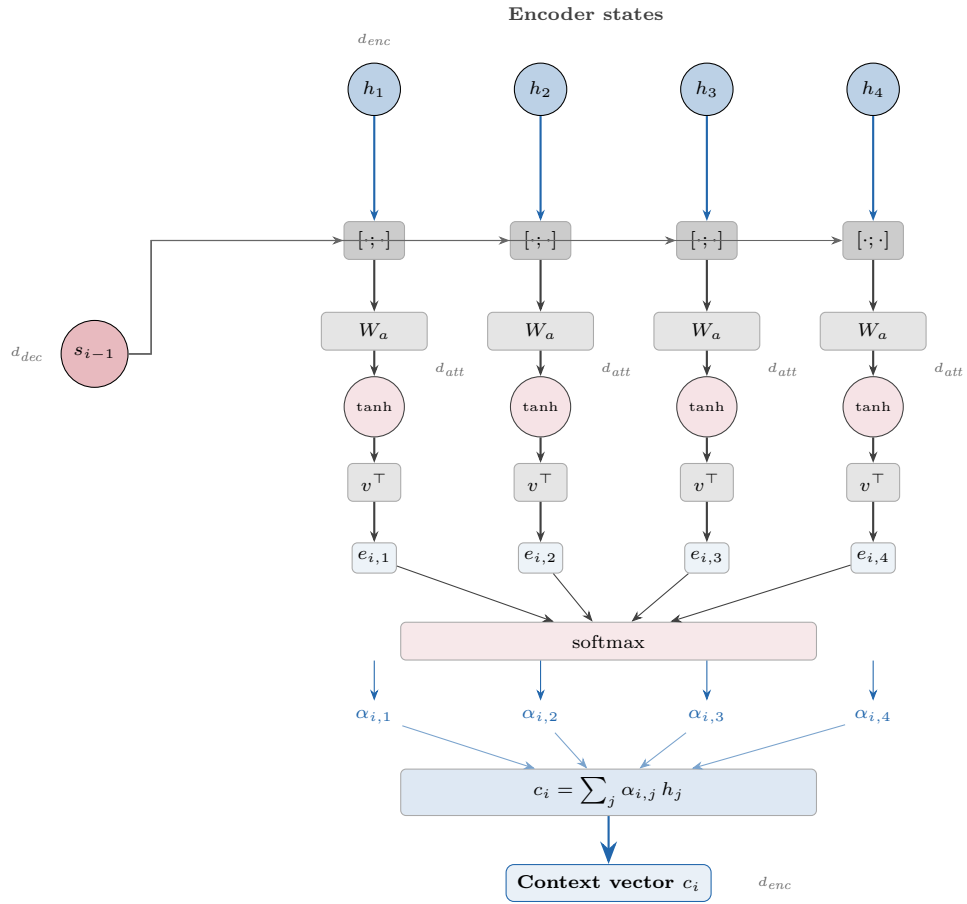 Encoder states
d_enc
h_1 h_2 h_3 h_4
[·; ·] [·; ·] [·; ·] [·; ·]
W_a W_a W_a W_a
d_dec s_{i−1}
d_att d_att d_att d_att
tanh tanh tanh tanh
v^⊤ v^⊤ v^⊤ v^⊤
e_{i,1} e_{i,2} e_{i,3} e_{i,4}
softmax
α_{i,1} α_{i,2} α_{i,3} α_{i,4}
c_i = ∑_j α_{i,j} h_j
Context vector c_i d_enc